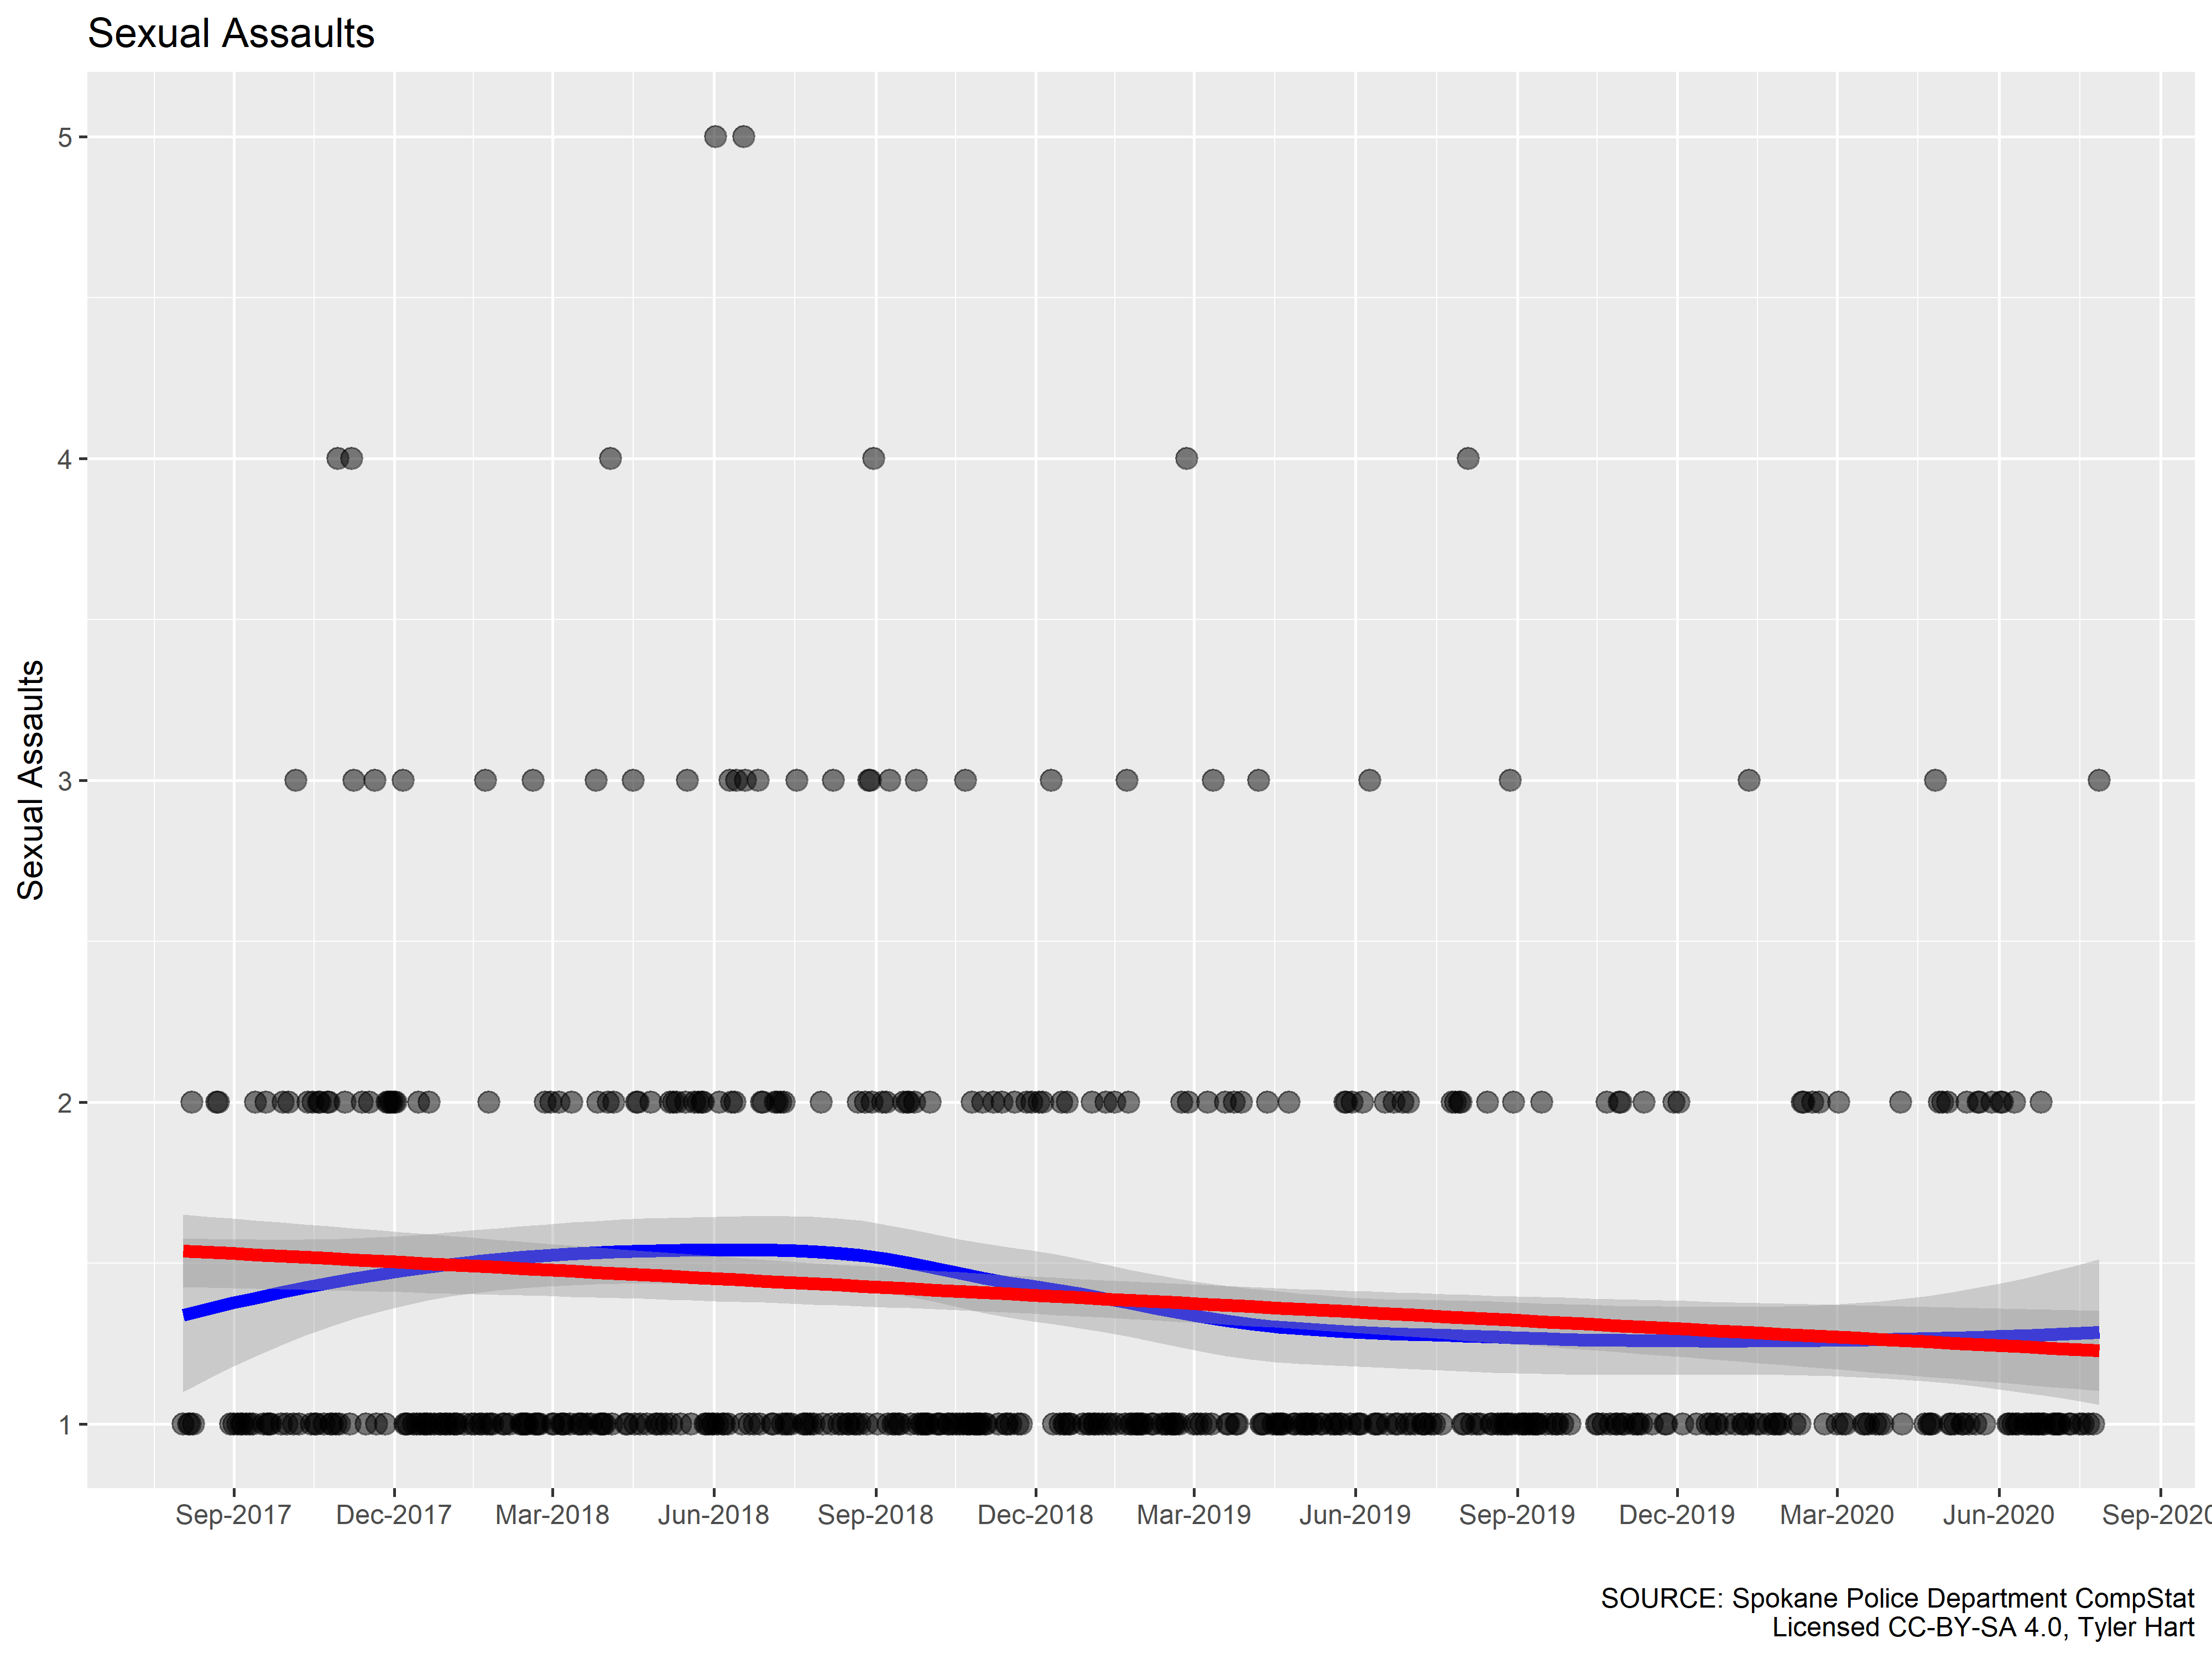 Sexual Assaults
Sexual Assaults
5
4
3
2
1
Sep-2017 Dec-2017 Mar-2018 Jun-2018 Sep-2018 Dec-2018 Mar-2019 Jun-2019 Sep-2019 Dec-2019 Mar-2020 Jun-2020 Sep-2020
SOURCE: Spokane Police Department CompStat
Licensed CC-BY-SA 4.0, Tyler Hart